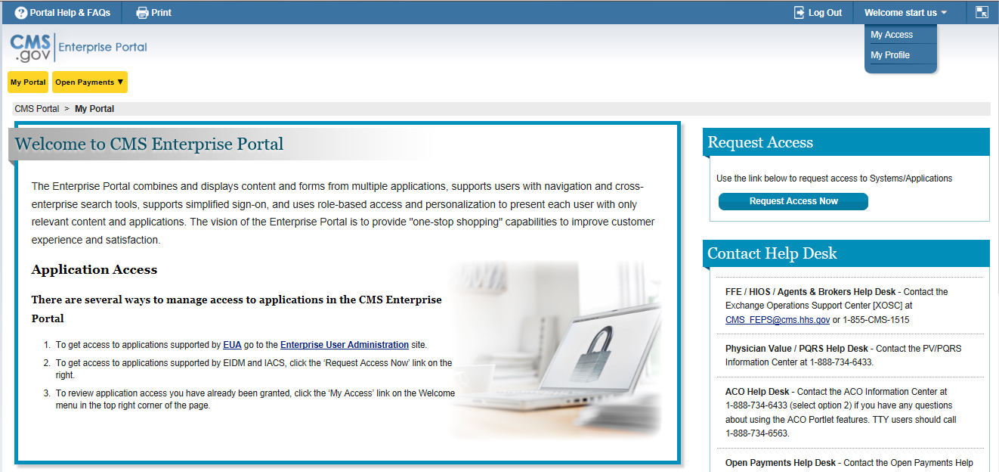 Portal Help & FAQs
Print
Log Out
Welcome start us
My Access
My Profile
CMS
.gov
Enterprise Portal
My Portal
Open Payments ▼
CMS Portal > My Portal
Welcome to CMS Enterprise Portal
The Enterprise Portal combines and displays content and forms from multiple applications, supports users with navigation and cross-
enterprise search tools, supports simplified sign-on, and uses role-based access and personalization to present each user with only
relevant content and applications. The vision of the Enterprise Portal is to provide "one-stop shopping" capabilities to improve customer
experience and satisfaction.
Application Access
There are several ways to manage access to applications in the CMS Enterprise
Portal
1. To get access to applications supported by EUA go to the Enterprise User Administration site.
2. To get access to applications supported by EIDM and IACS, click the ‘Request Access Now’ link on the
right.
3. To review application access you have already been granted, click the ‘My Access’ link on the Welcome
menu in the top right corner of the page.
Request Access
Use the link below to request access to Systems/Applications
Request Access Now
Contact Help Desk
FFE / HIOS / Agents & Brokers Help Desk - Contact the
Exchange Operations Support Center [XOSC] at
CMS_FEPS@cms.hhs.gov or 1-855-CMS-1515
Physician Value / PQRS Help Desk - Contact the PV/PQRS
Information Center at 1-888-734-6433.
ACO Help Desk - Contact the ACO Information Center at
1-888-734-6433 (select option 2) if you have any questions
about using the ACO Portlet features. TTY users should call
1-888-734-6563.
Open Payments Help Desk - Contact the Open Payments Help